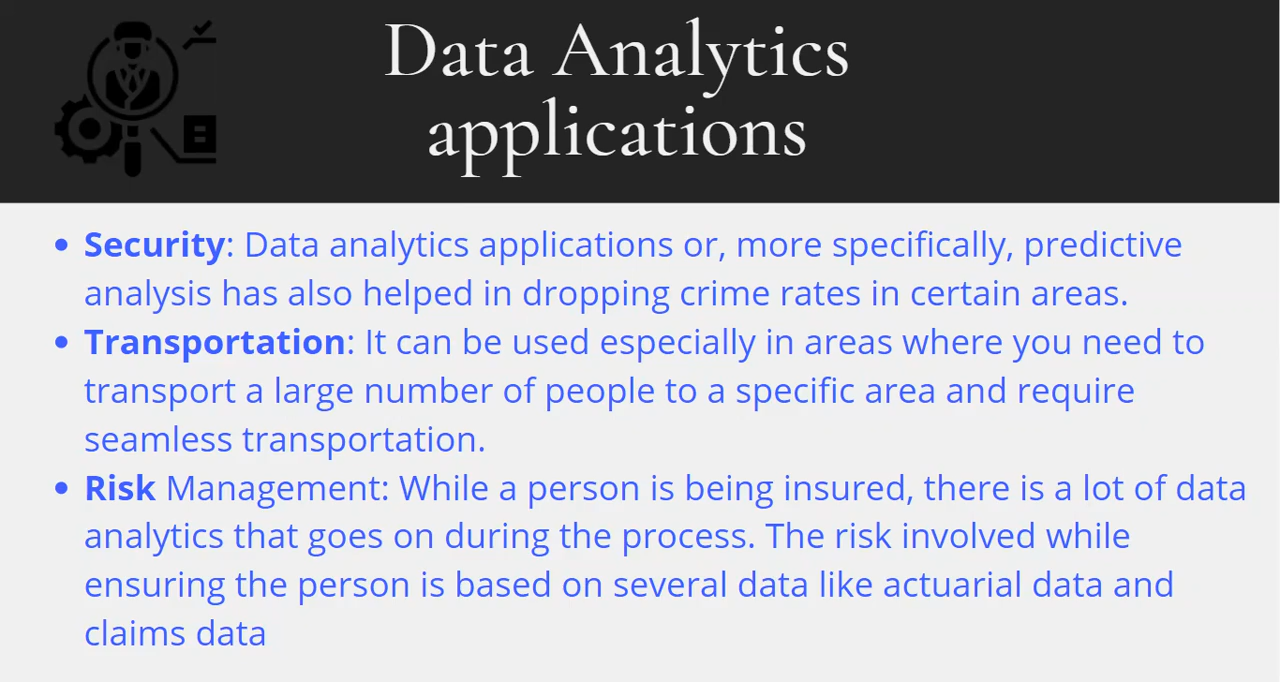 Data Analytics
applications
• Security: Data analytics applications or, more specifically, predictive
analysis has also helped in dropping crime rates in certain areas.
• Transportation: It can be used especially in areas where you need to
transport a large number of people to a specific area and require
seamless transportation.
• Risk Management: While a person is being insured, there is a lot of data
analytics that goes on during the process. The risk involved while
ensuring the person is based on several data like actuarial data and
claims data